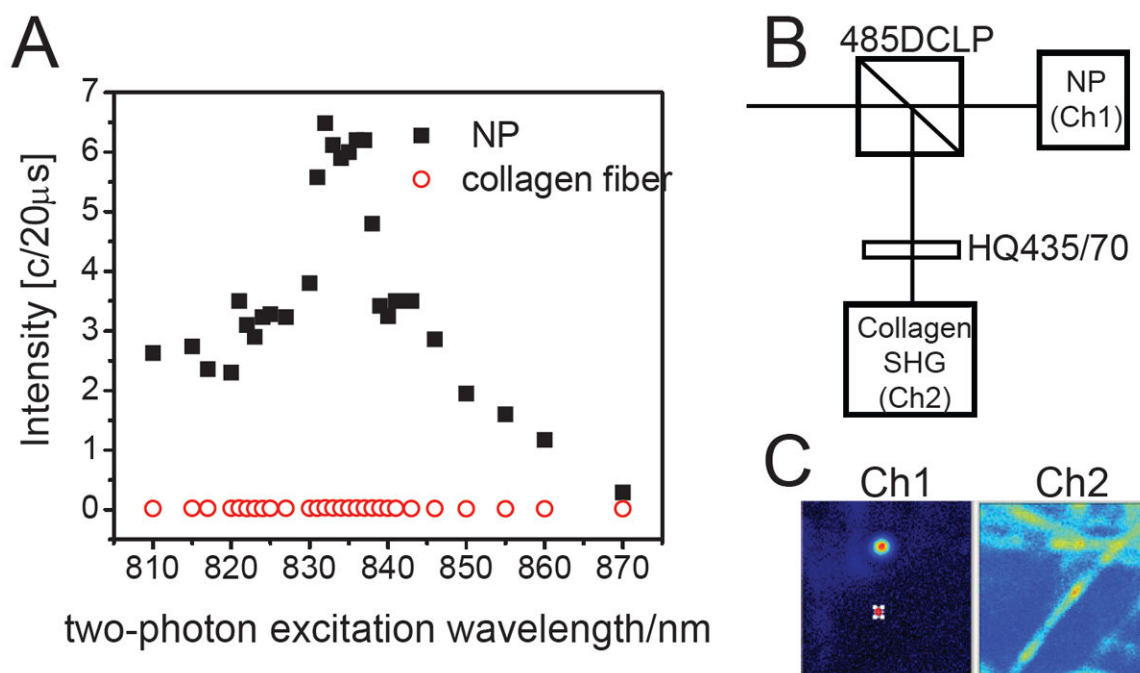 A
Intensity [c/20µs]
7
6
5
4
3
2
1
0
NP
collagen fiber
810 820 830 840 850 860 870
two-photon excitation wavelength/nm
B
485DCLP
NP
(Ch1)
HQ435/70
Collagen
SHG
(Ch2)
C
Ch1 Ch2